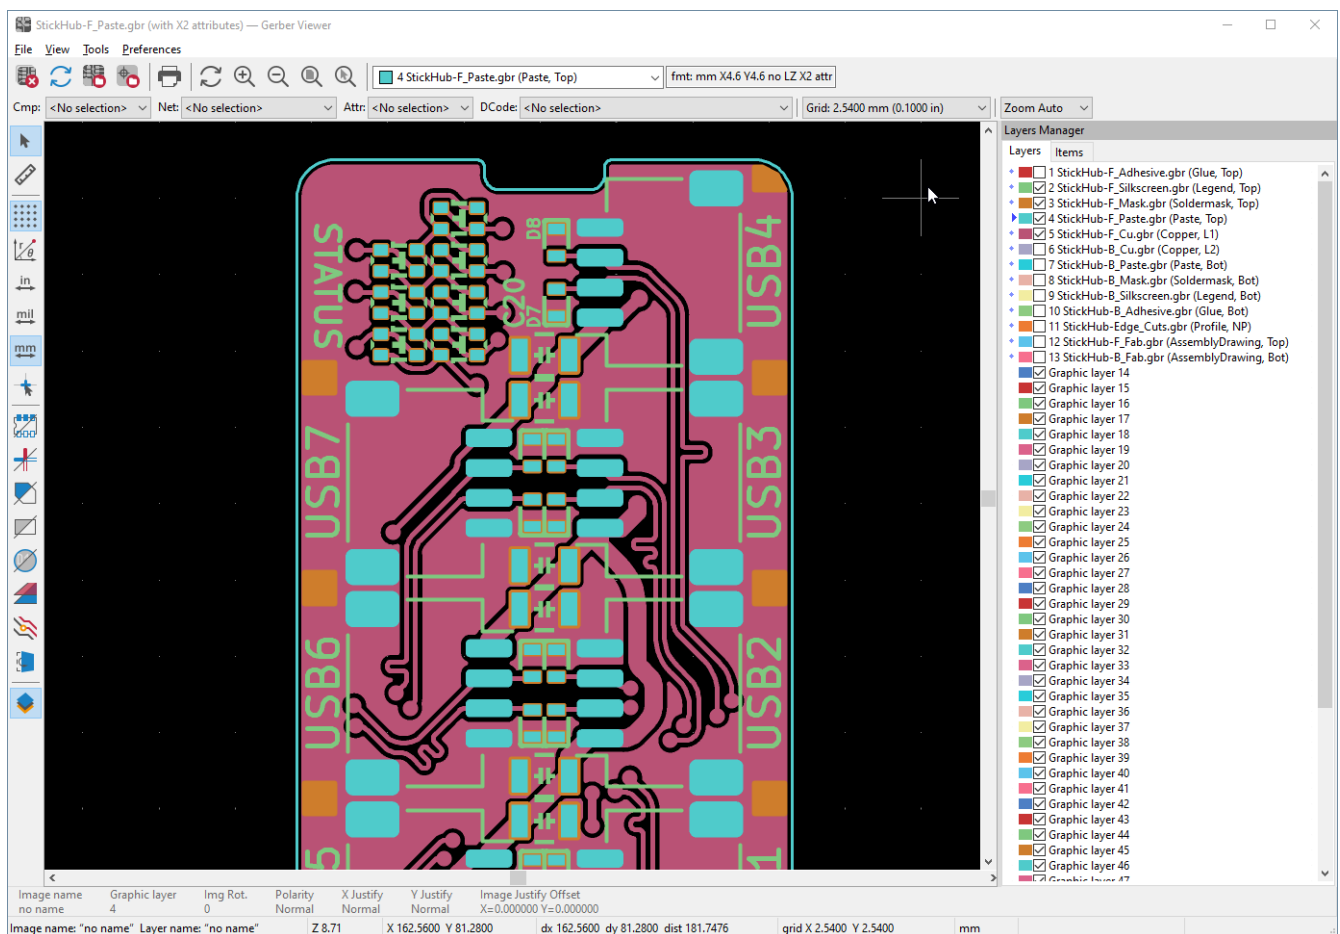 StickHub-F_Paste.gbr (with X2 attributes) — Gerber Viewer
File View Tools Preferences
4 StickHub-F_Paste.gbr (Paste, Top) fmt: mm X4.6 Y4.6 no LZ X2 attr
Cmp: <No selection> Net: <No selection> Attr: <No selection> DCode: <No selection> Grid: 2.5400 mm (0.1000 in) Zoom Auto
Layers Manager
Layers Items
1 StickHub-F_Adhesive.gbr (Glue, Top)
2 StickHub-F_Silkscreen.gbr (Legend, Top)
3 StickHub-F_Mask.gbr (Soldermask, Top)
4 StickHub-F_Paste.gbr (Paste, Top)
5 StickHub-F_Cu.gbr (Copper, L1)
6 StickHub-B_Cu.gbr (Copper, L2)
7 StickHub-B_Paste.gbr (Paste, Bot)
8 StickHub-B_Mask.gbr (Soldermask, Bot)
9 StickHub-B_Silkscreen.gbr (Legend, Bot)
10 StickHub-B_Adhesive.gbr (Glue, Bot)
11 StickHub-Edge_Cuts.gbr (Profile, NP)
12 StickHub-F_Fab.gbr (AssemblyDrawing, Top)
13 StickHub-B_Fab.gbr (AssemblyDrawing, Bot)
Graphic layer 14
Graphic layer 15
Graphic layer 16
Graphic layer 17
Graphic layer 18
Graphic layer 19
Graphic layer 20
Graphic layer 21
Graphic layer 22
Graphic layer 23
Graphic layer 24
Graphic layer 25
Graphic layer 26
Graphic layer 27
Graphic layer 28
Graphic layer 29
Graphic layer 30
Graphic layer 31
Graphic layer 32
Graphic layer 33
Graphic layer 34
Graphic layer 35
Graphic layer 36
Graphic layer 37
Graphic layer 38
Graphic layer 39
Graphic layer 40
Graphic layer 41
Graphic layer 42
Graphic layer 43
Graphic layer 44
Graphic layer 45
Graphic layer 46
Graphic layer 47
in
mil
mm
STATUS
D8
C20
D7
USB4
USB7
USB3
USB6
USB2
5
1
Image name Graphic layer Img Rot. Polarity X Justify Y Justify Image Justify Offset
no name 4 0 Normal Normal Normal X=0.000000 Y=0.000000
Image name: "no name" Layer name: "no name" Z 8.71 X 162.5600 Y 81.2800 dx 162.5600 dy 81.2800 dist 181.7476 grid X 2.5400 Y 2.5400 mm